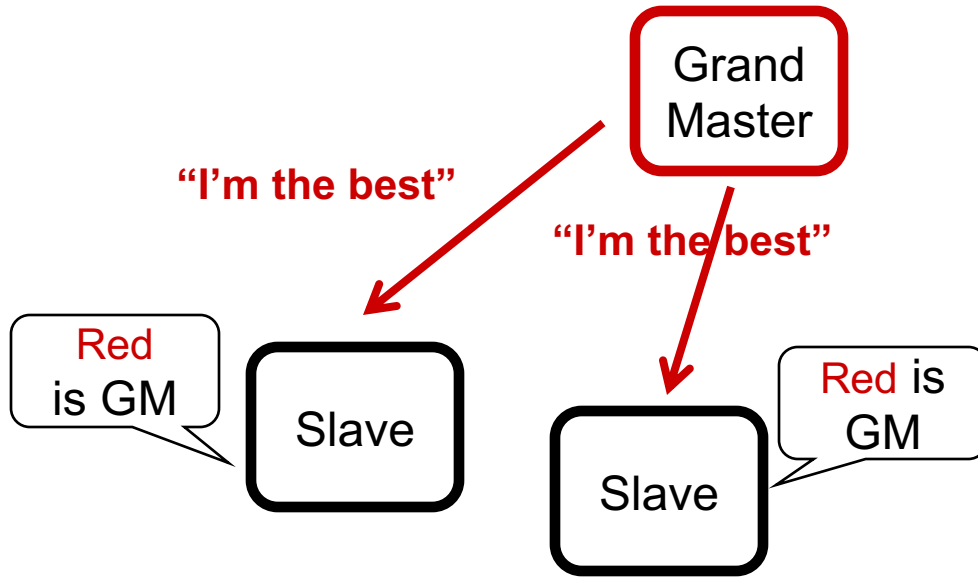 Grand
Master
“I’m the best”
“I’m the best”
Red
is GM
Slave
Red is
GM
Slave